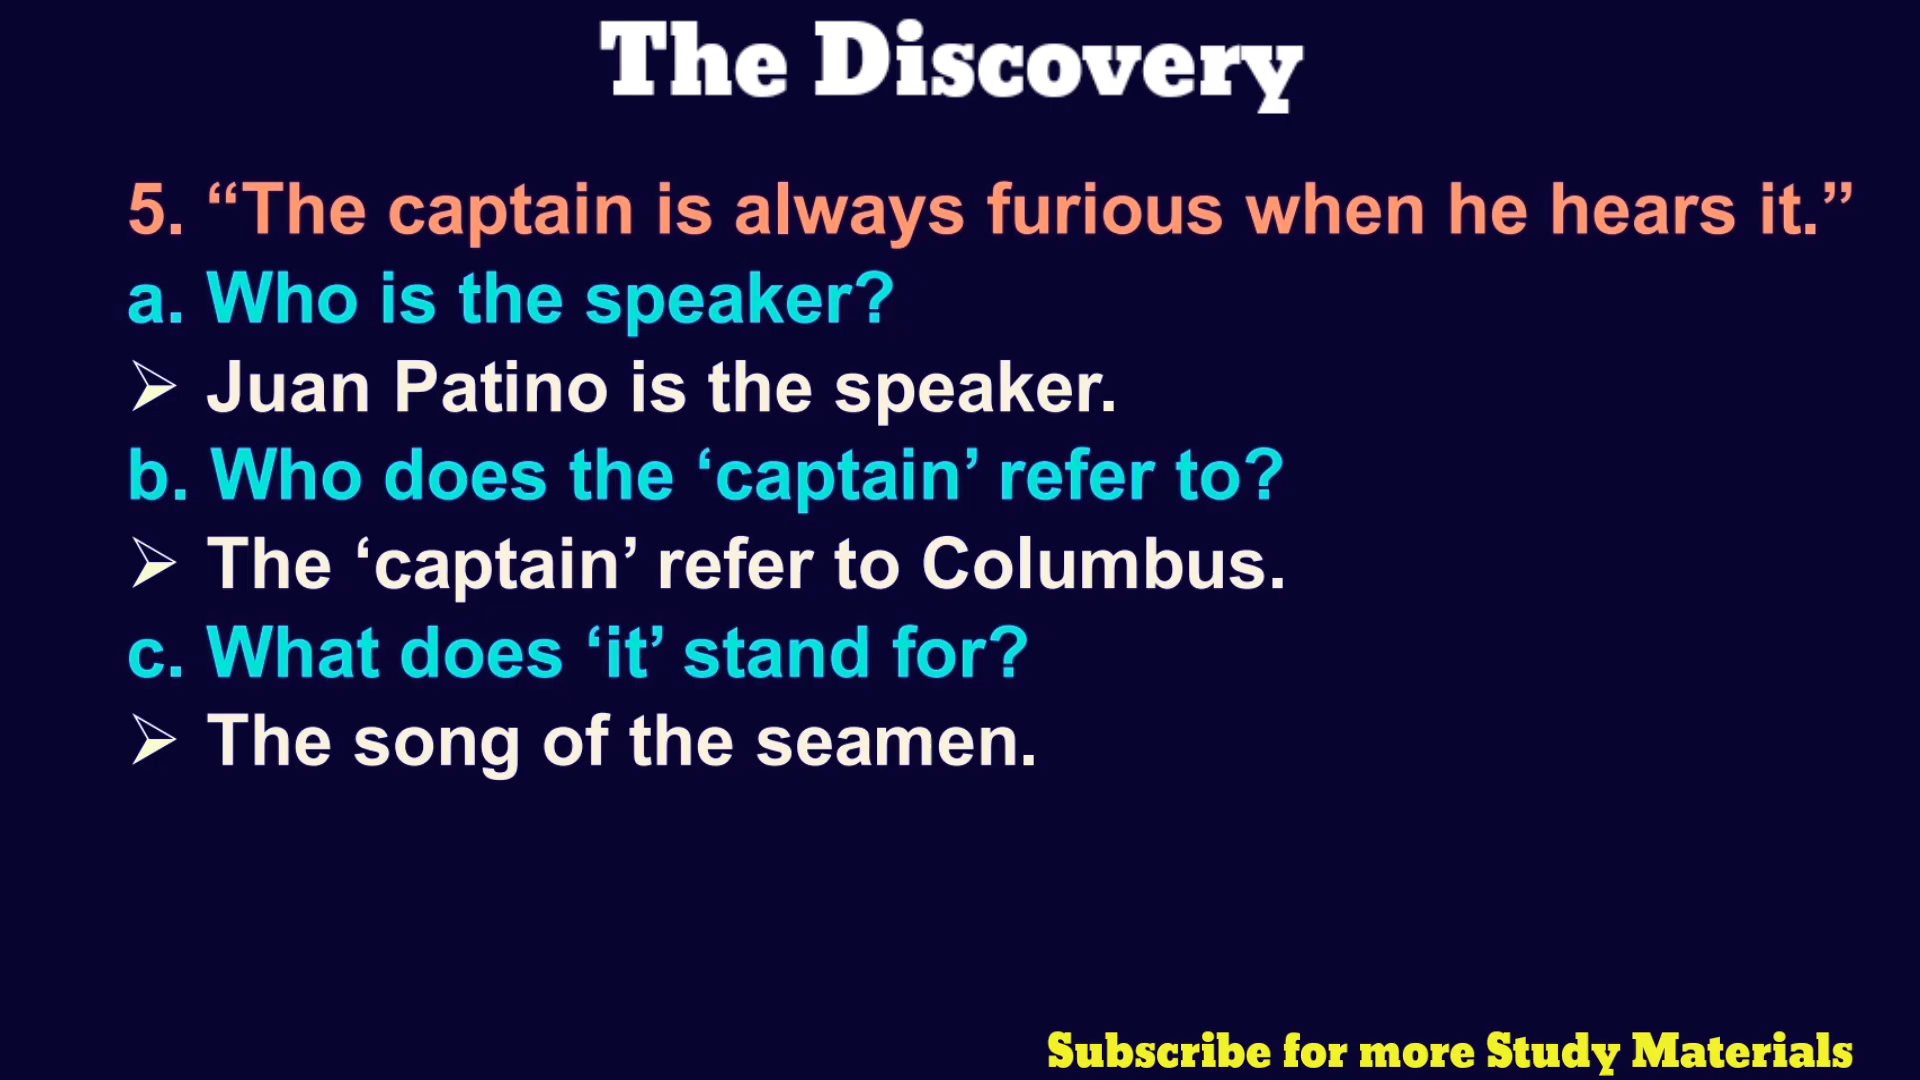 The Discovery
5. “The captain is always furious when he hears it.”
a. Who is the speaker?
➢ Juan Patino is the speaker.
b. Who does the ‘captain’ refer to?
➢ The ‘captain’ refer to Columbus.
c. What does ‘it’ stand for?
➢ The song of the seamen.
Subscribe for more Study Materials